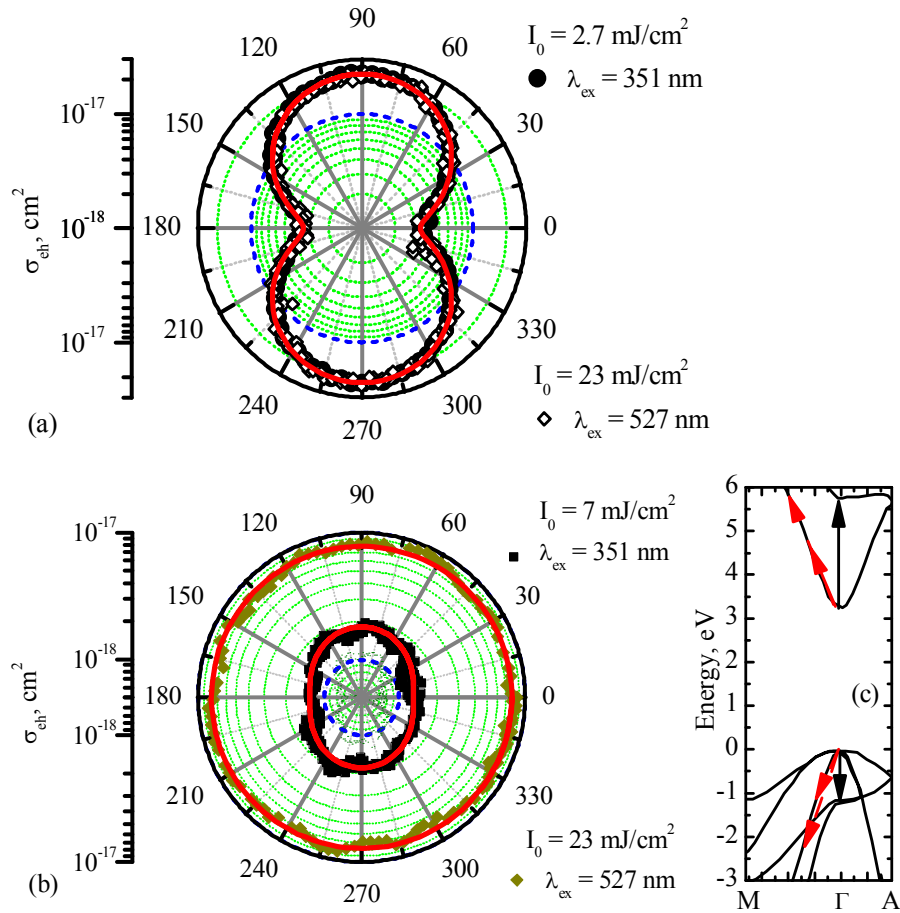 90
120
60
I₀ = 2.7 mJ/cm²
λex = 351 nm
10⁻¹⁷
150
30
σeh, cm²
10⁻¹⁸
180
0
10⁻¹⁷
210
330
I₀ = 23 mJ/cm²
240
300
λex = 527 nm
(a)
270
90
120
60
I₀ = 7 mJ/cm²
10⁻¹⁷
λex = 351 nm
150
30
σeh, cm²
10⁻¹⁸
180
0
10⁻¹⁸
210
330
I₀ = 23 mJ/cm²
10⁻¹⁷
240
300
λex = 527 nm
(b)
270
6
5
4
3
2
Energy, eV
1
(c)
0
-1
-2
-3
M
Γ
A